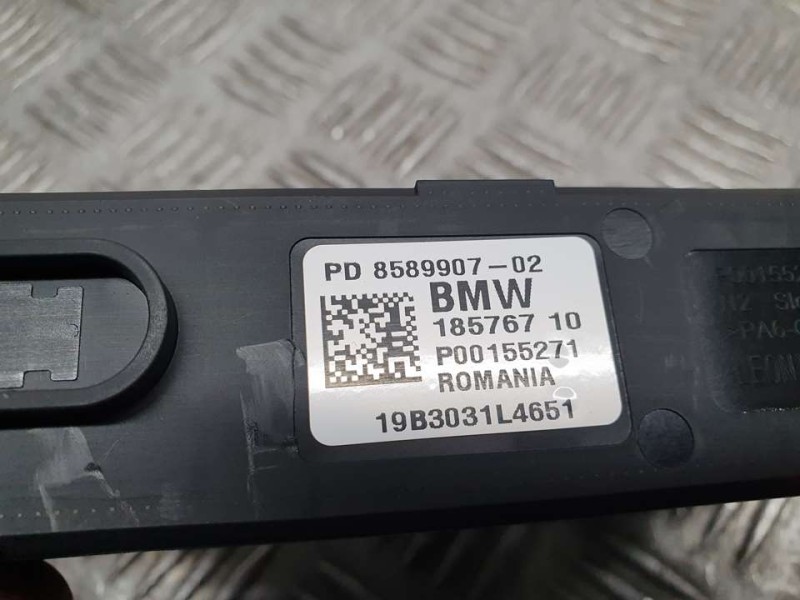 PD 8589907-02
BMW
185767 10
P00155271
ROMANIA
19B3031L4651